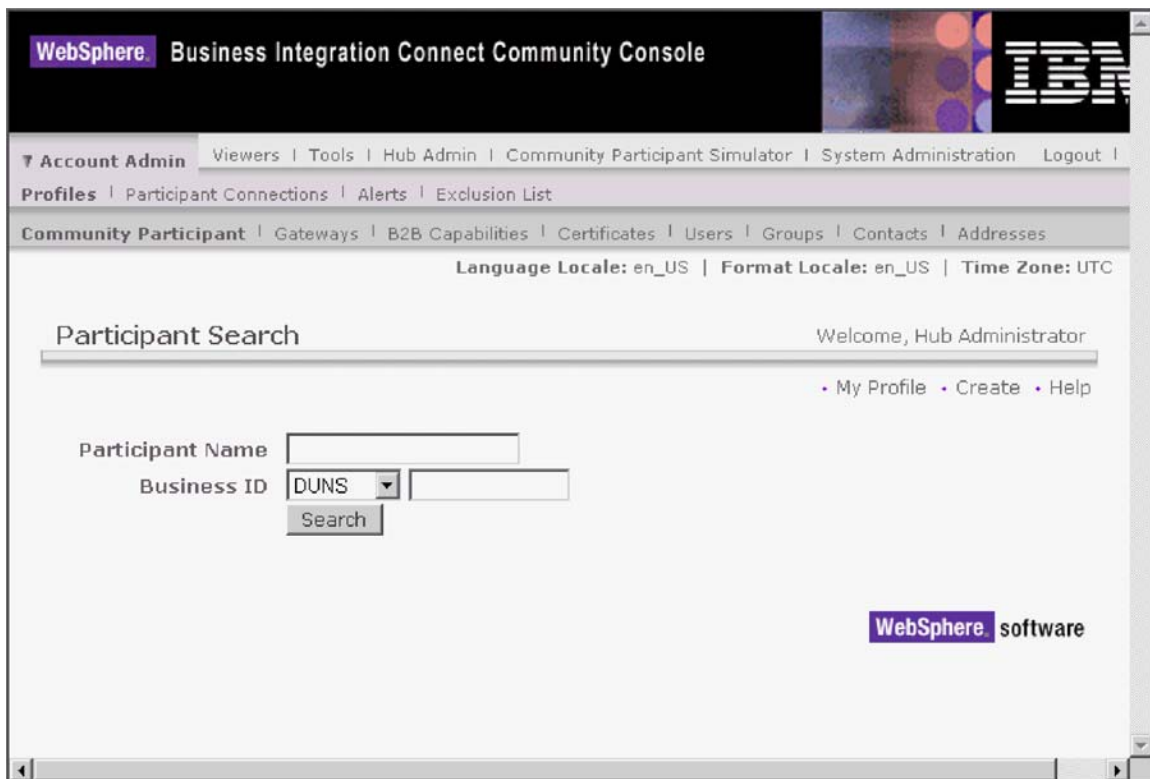 WebSphere. Business Integration Connect Community Console
IBM
Account Admin Viewers | Tools | Hub Admin | Community Participant Simulator | System Administration Logout |
Profiles | Participant Connections | Alerts | Exclusion List
Community Participant | Gateways | B2B Capabilities | Certificates | Users | Groups | Contacts | Addresses
Language Locale: en_US | Format Locale: en_US | Time Zone: UTC
Participant Search Welcome, Hub Administrator
• My Profile • Create • Help
Participant Name
Business ID DUNS
Search
WebSphere. software